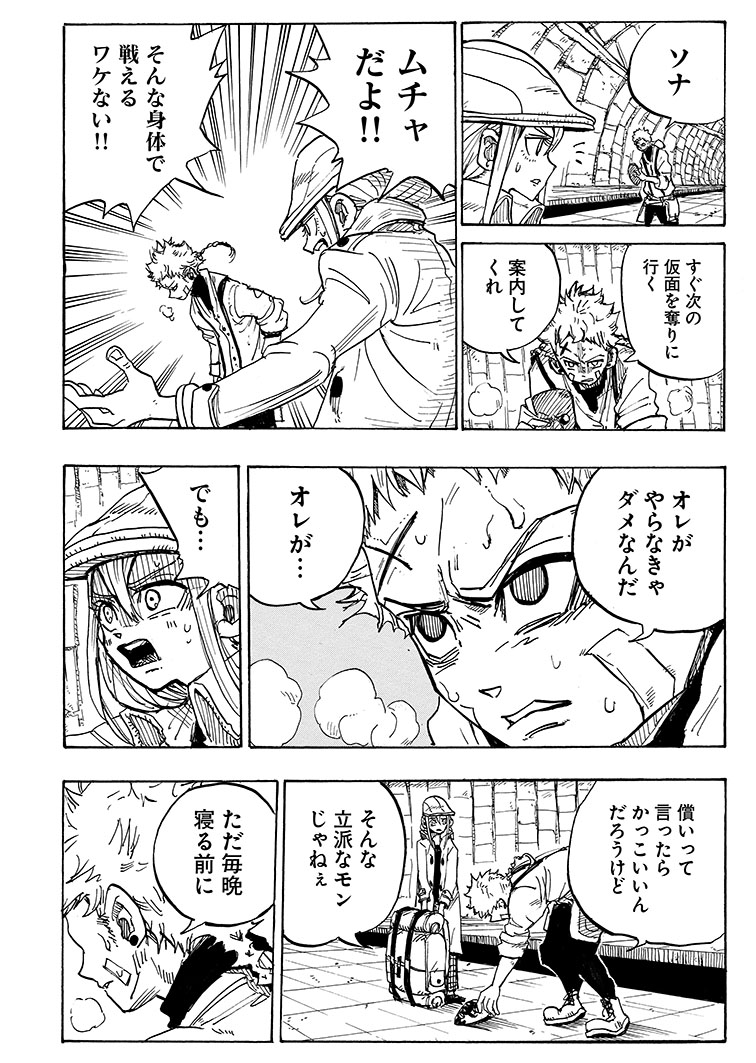 ソナ
すぐ次の
仮面を奪りに
行く
案内して
くれ
ムチャ
だよ!!
そんな身体で
戦える
ワケない!!
オレが
やらなきゃ
ダメなんだ
オレが…
でも…
償いって
言ったら
かっこいいん
だろうけど
そんな
立派なモン
じゃねぇ
ただ毎晩
寝る前に